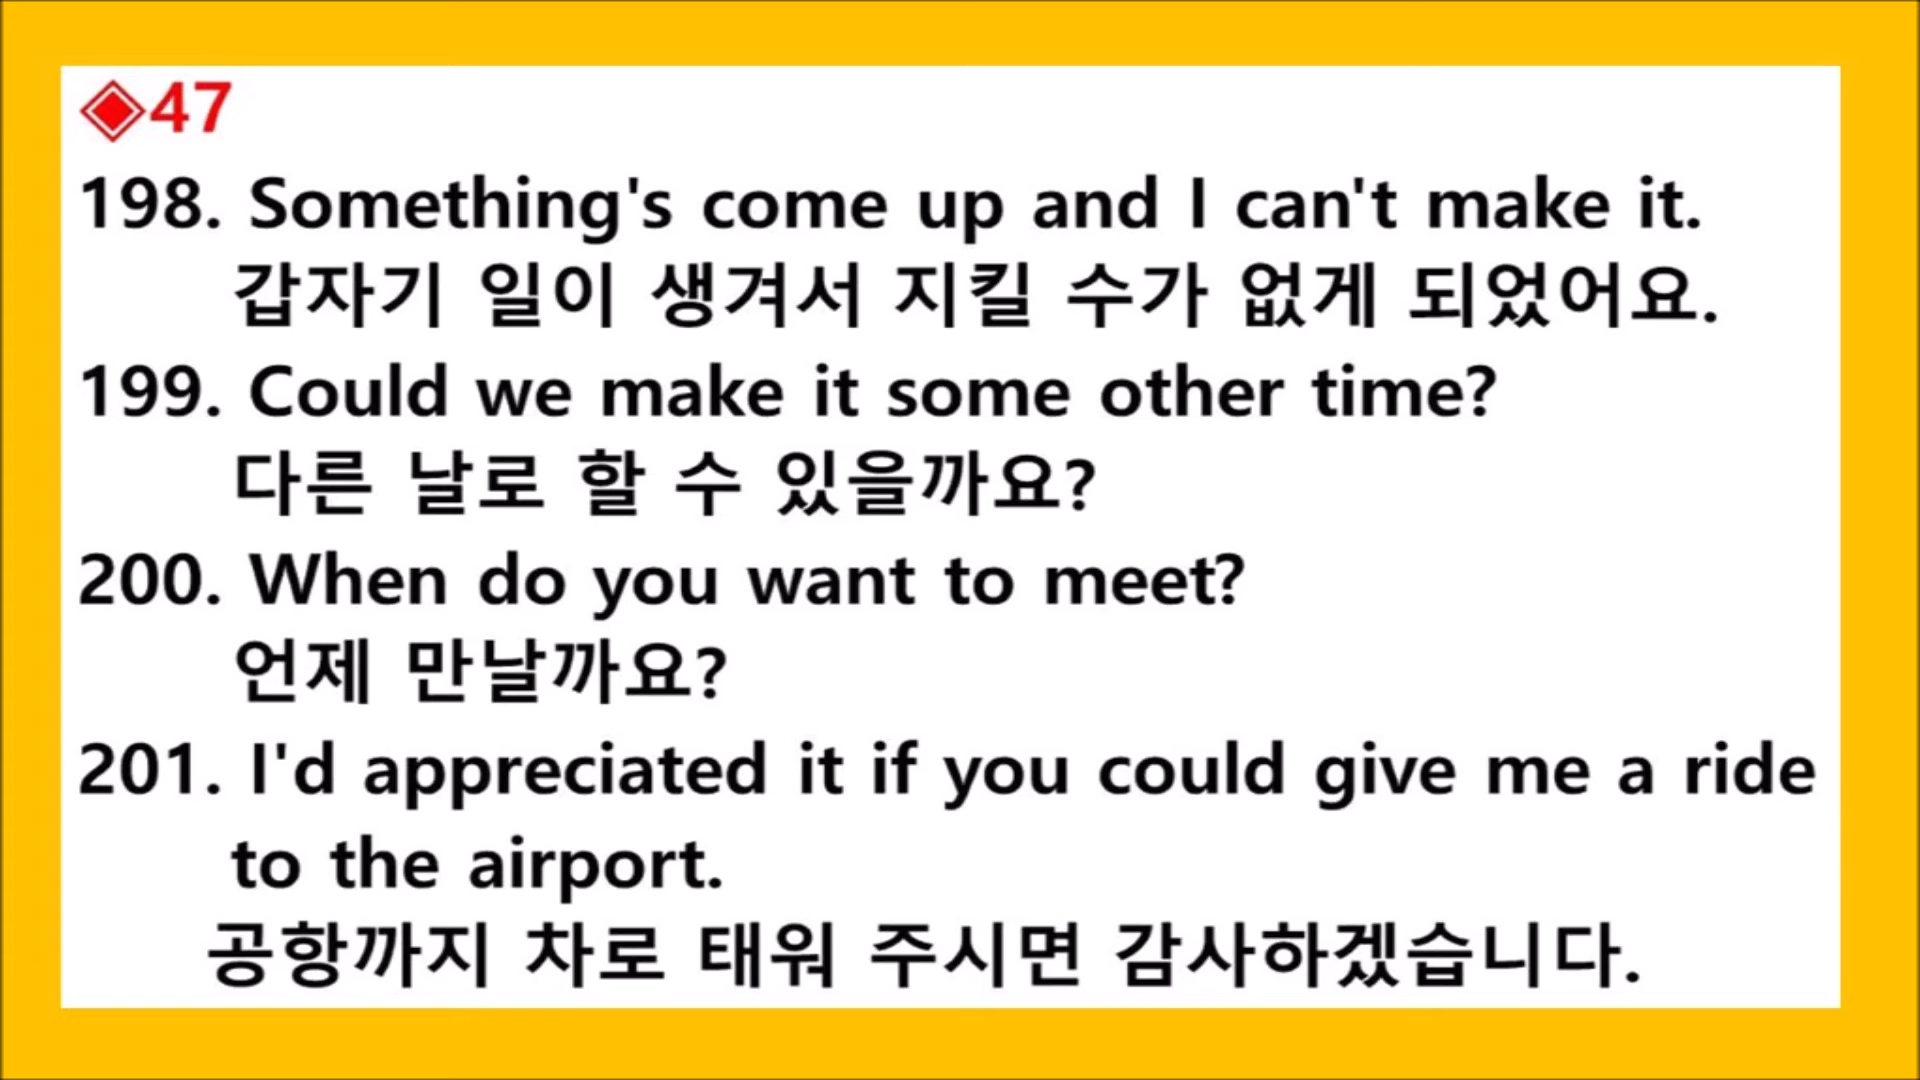 ◈47
198. Something's come up and I can't make it.
갑자기 일이 생겨서 지킬 수가 없게 되었어요.
199. Could we make it some other time?
다른 날로 할 수 있을까요?
200. When do you want to meet?
언제 만날까요?
201. I'd appreciated it if you could give me a ride
to the airport.
공항까지 차로 태워 주시면 감사하겠습니다.